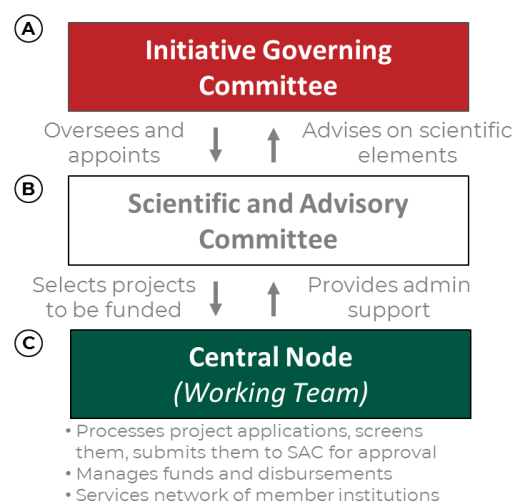 A
Initiative Governing
Committee
Oversees and
appoints
Advises on scientific
elements
B
Scientific and Advisory
Committee
Selects projects
to be funded
Provides admin
support
C
Central Node
(Working Team)
• Processes project applications, screens
them, submits them to SAC for approval
• Manages funds and disbursements
• Services network of member institutions